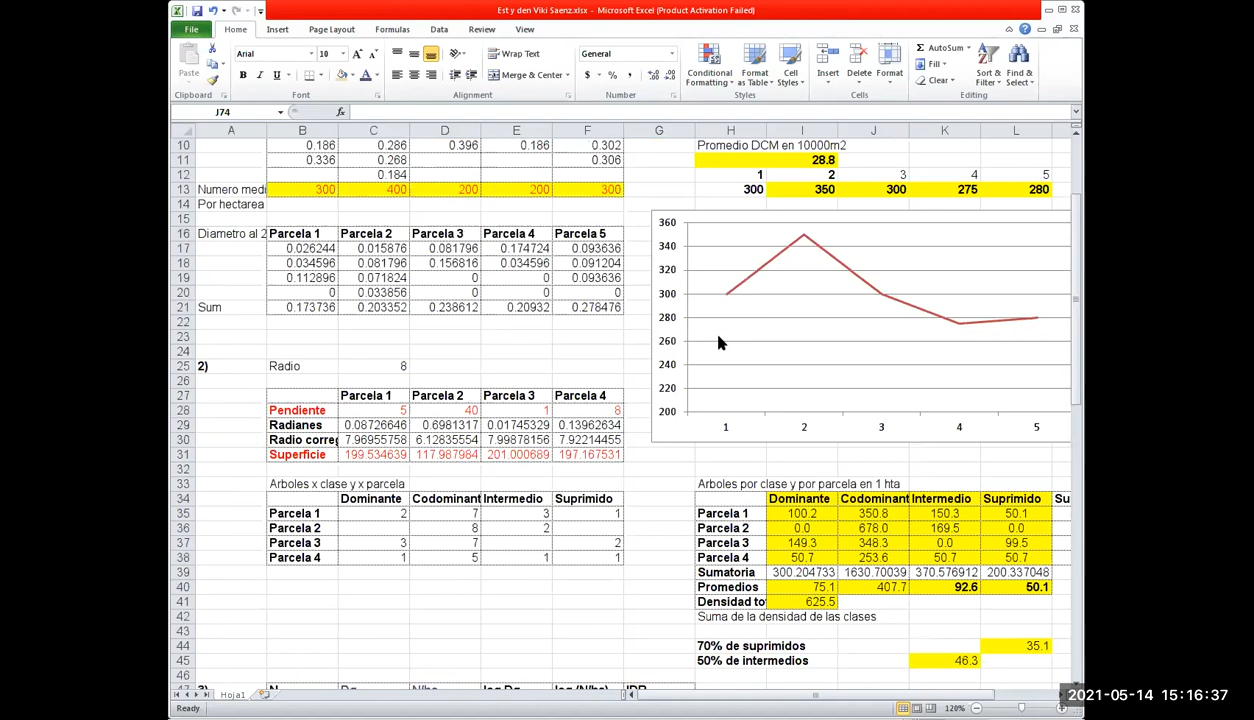 Est y den Viki Saenz.xlsx - Microsoft Excel (Product Activation Failed)
File Home Insert Page Layout Formulas Data Review View
Arial 10 Wrap Text General AutoSum
Paste Merge & Center Conditional Formatting Format as Table Cell Styles Insert Delete Format Fill Clear Sort & Filter Find & Select
Clipboard Font Alignment Number Styles Cells Editing
J74 fx
A B C D E F G H I J K L
10 0.186 0.286 0.396 0.186 0.302 Promedio DCM en 10000m2
11 0.336 0.268 0.306 28.8
12 0.184 1 2 3 4 5
13 Numero medi 300 400 200 200 300 300 350 300 275 280
14 Por hectarea
15
16 Diametro al 2 Parcela 1 Parcela 2 Parcela 3 Parcela 4 Parcela 5
17 0.026244 0.015876 0.081796 0.174724 0.093636
18 0.034596 0.081796 0.156816 0.034596 0.091204
19 0.112896 0.071824 0 0 0.093636
20 0 0.033856 0 0 0
21 Sum 0.173736 0.203352 0.238612 0.20932 0.278476
22
23
24
25 2) Radio 8
26
27 Parcela 1 Parcela 2 Parcela 3 Parcela 4
28 Pendiente 5 40 1 8
29 Radianes 0.08726646 0.6981317 0.01745329 0.13962634
30 Radio correg 7.96955758 6.12835554 7.99878156 7.92214455
31 Superficie 199.534639 117.987984 201.000689 197.167531
360
340
320
300
280
260
240
220
200
1 2 3 4 5
32
33 Arboles x clase y x parcela Arboles por clase y por parcela en 1 hta
34 Dominante Codominant Intermedio Suprimido Dominante Codominant Intermedio Suprimido Su
35 Parcela 1 2 7 3 1 Parcela 1 100.2 350.8 150.3 50.1
36 Parcela 2 8 2 Parcela 2 0.0 678.0 169.5 0.0
37 Parcela 3 3 7 2 Parcela 3 149.3 348.3 0.0 99.5
38 Parcela 4 1 5 1 1 Parcela 4 50.7 253.6 50.7 50.7
39 Sumatoria 300.204733 1630.70039 370.576912 200.337048
40 Promedios 75.1 407.7 92.6 50.1
41 Densidad to 625.5
42 Suma de la densidad de las clases
43
44 70% de suprimidos 35.1
45 50% de intermedios 46.3
46
Hoja1
Ready 120%
2021-05-14 15:16:37